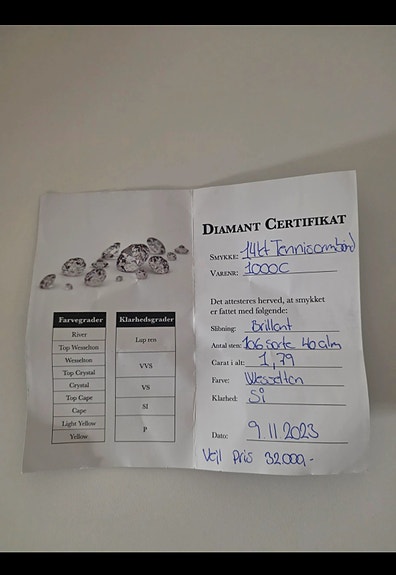 Farvegrader
River
Top Wesselton
Wesselton
Top Crystal
Crystal
Top Cape
Cape
Light Yellow
Yellow
Klarhedsgrader
Lup ren
VVS
VS
SI
P
DIAMANT CERTIFIKAT
SMYKKE: 14kt Tennisarmbånd
VARENR: 1000C
Det attesteres herved, at smykket
er fattet med følgende:
Slibning: Brillant
Antal sten: 106 sorte 40 alm
Carat i alt: 1,79
Farve: Wesselton
Klarhed: Si
Dato: 9 11 2023
Vejl Pris 32.000,-